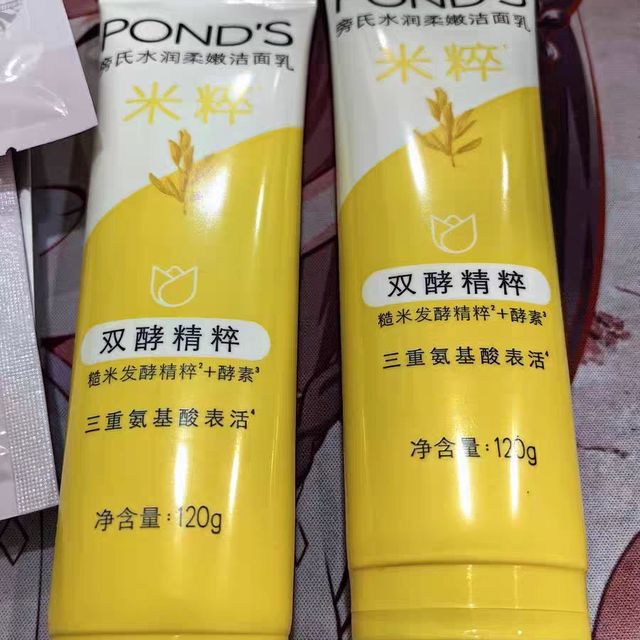 POND'S
旁氏水润柔嫩洁面乳
米粹
双酵精粹
糙米发酵精粹²+酵素³
三重氨基酸表活⁴
净含量:120g
POND'S
旁氏水润柔嫩洁面乳
米粹¹
双酵精粹
糙米发酵精粹²+酵素³
三重氨基酸表活⁴
净含量:120g